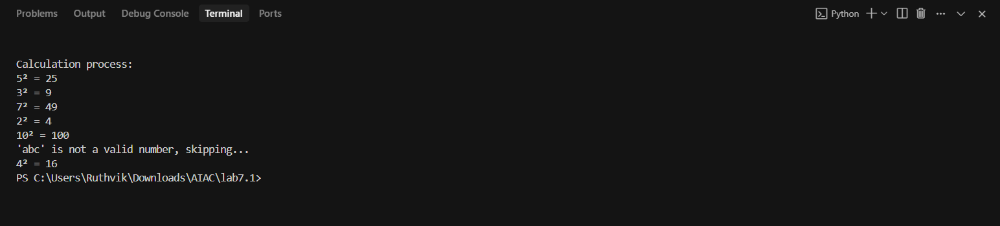 Problems Output Debug Console Terminal Ports Python
Calculation process:
5² = 25
3² = 9
7² = 49
2² = 4
10² = 100
'abc' is not a valid number, skipping...
4² = 16
PS C:\Users\Ruthvik\Downloads\AIAC\lab7.1>